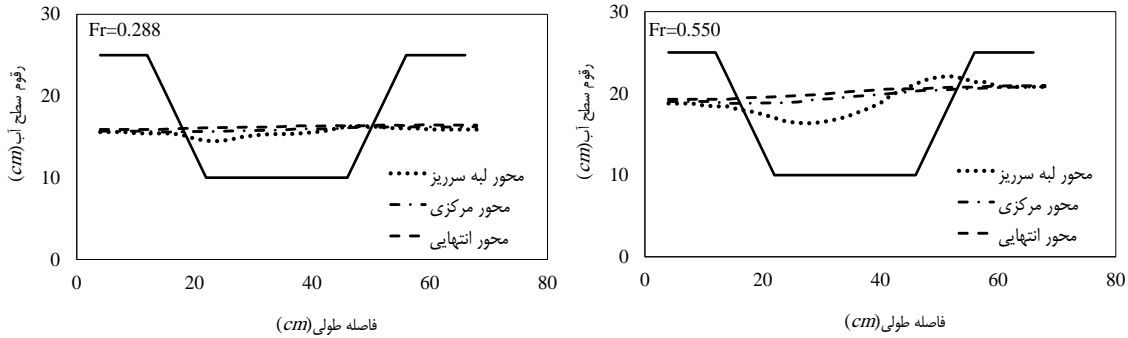 Fr=0.288
رقوم سطح آب(cm)
30
20
10
0
محور لبه سرریز
محور مرکزی
محور انتهایی
0 20 40 60 80
فاصله طولی(cm)
Fr=0.550
رقوم سطح آب(cm)
30
20
10
0
محور لبه سرریز
محور مرکزی
محور انتهایی
0 20 40 60 80
فاصله طولی(cm)